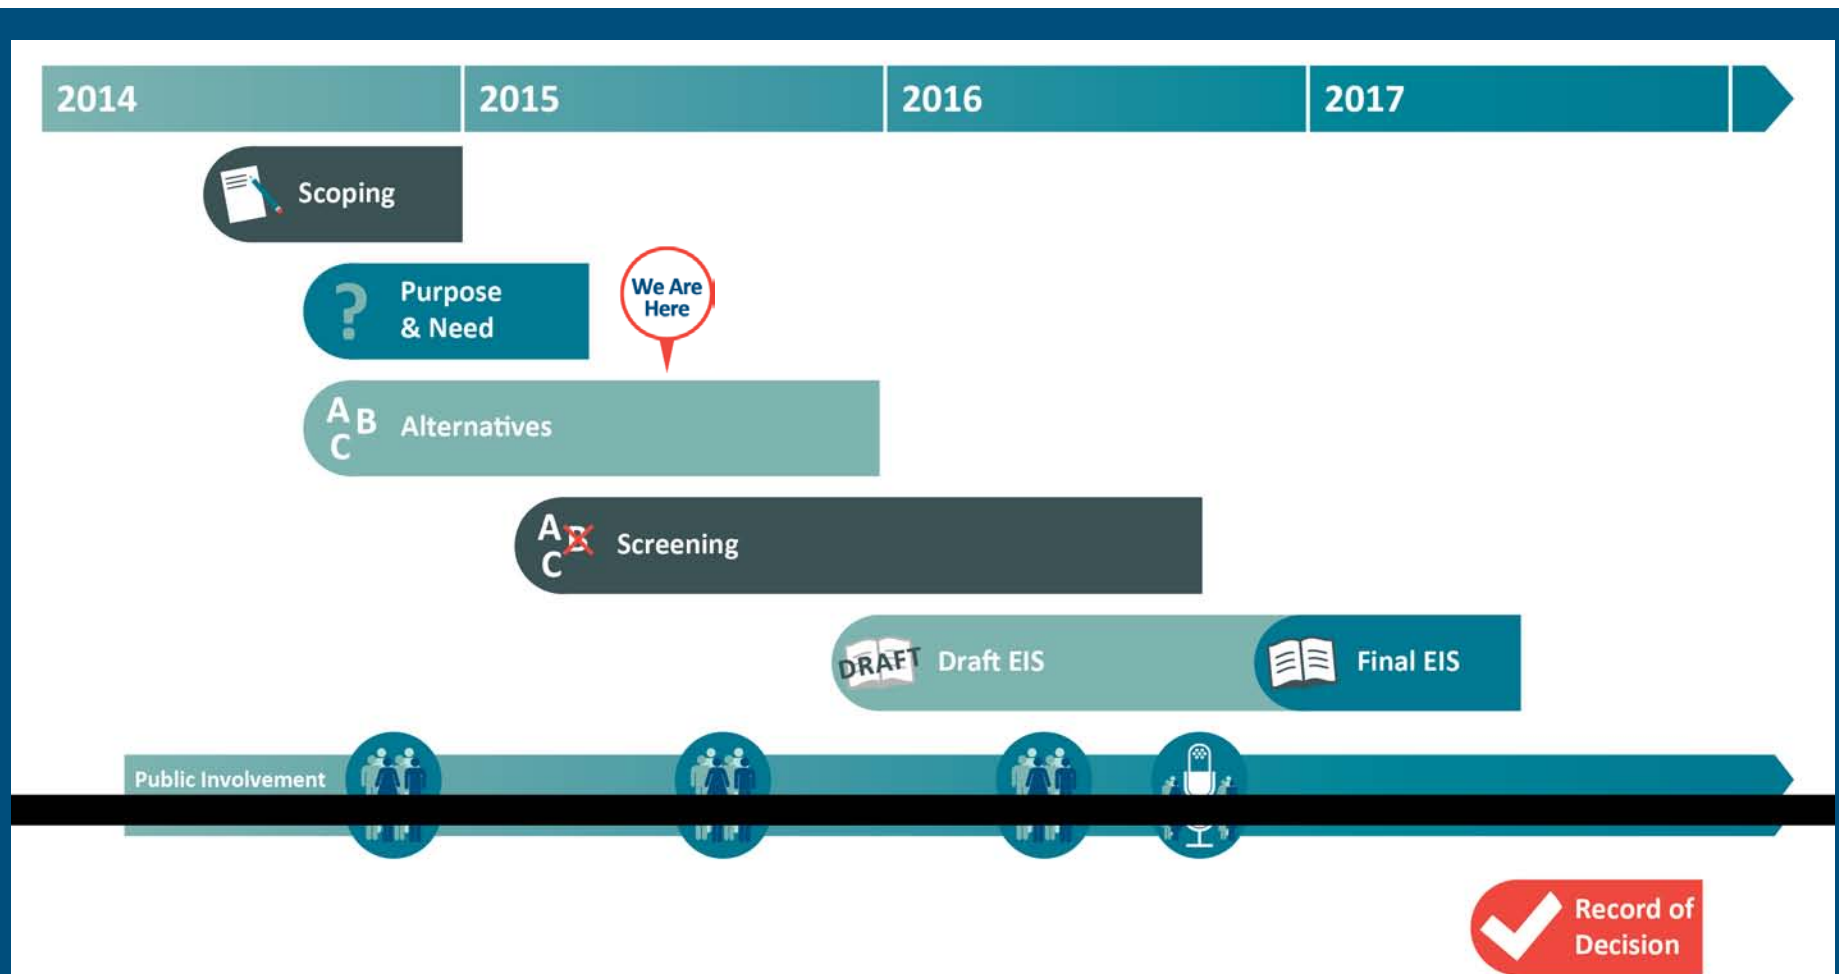 2014 2015 2016 2017
Scoping
Purpose
& Need
We Are
Here
A B
C
Alternatives
A B
C
Screening
DRAFT
Draft EIS
Final EIS
Public Involvement
Record of
Decision